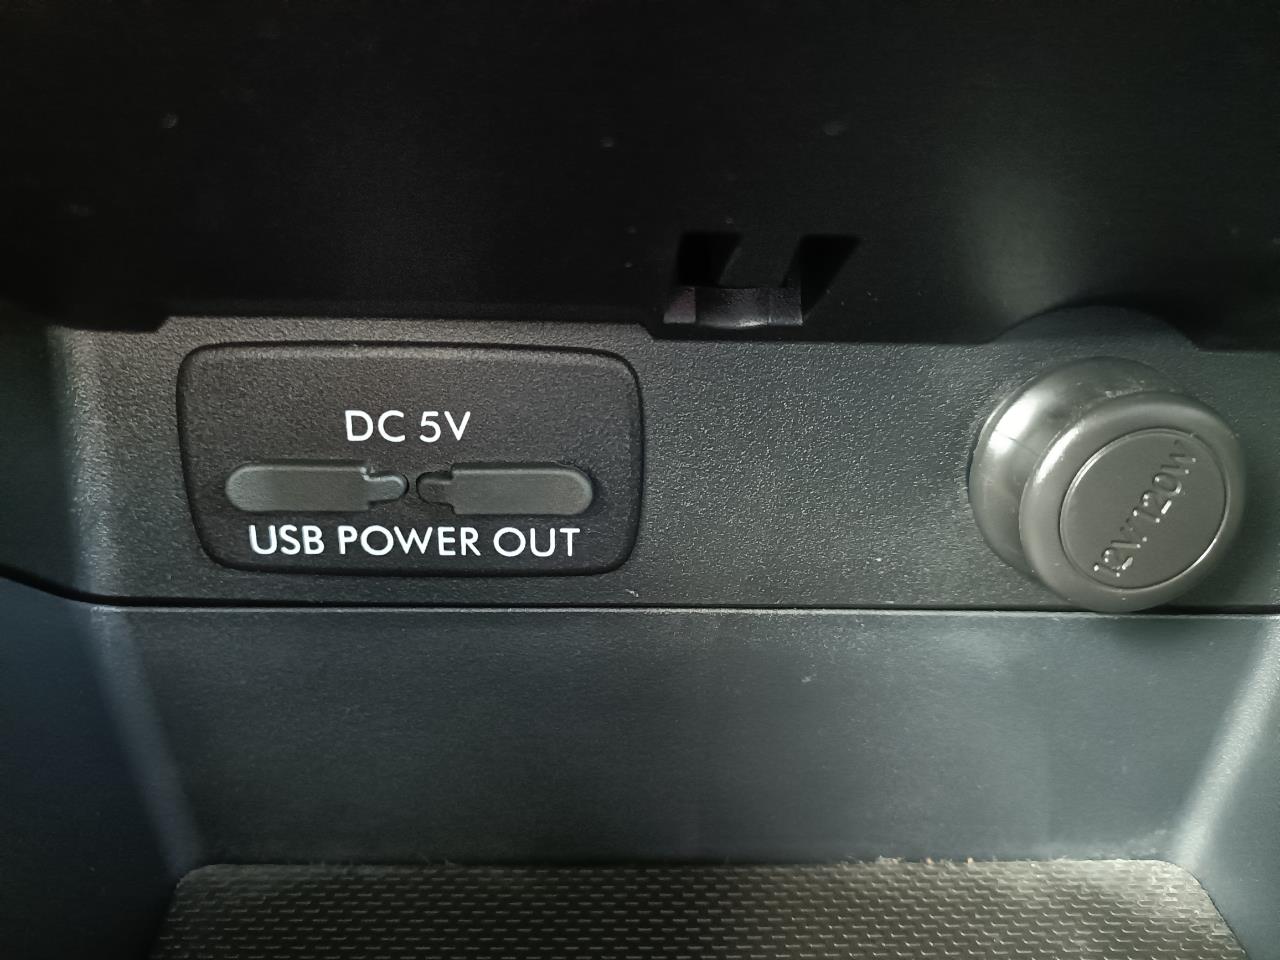 DC 5V
USB POWER OUT
12V/120W